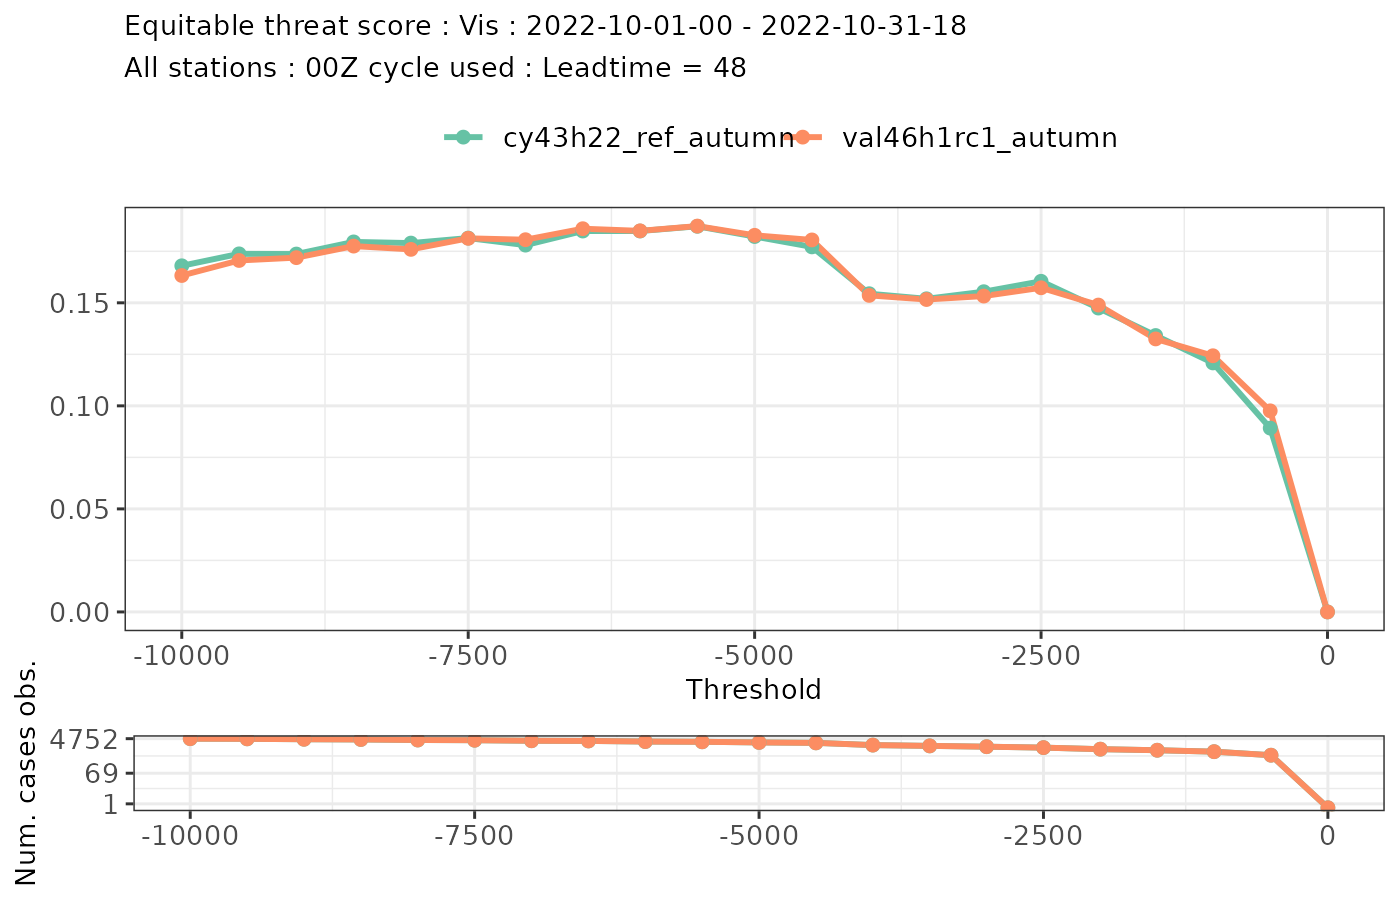 Equitable threat score : Vis : 2022-10-01-00 - 2022-10-31-18
All stations : 00Z cycle used : Leadtime = 48
cy43h22_ref_autumn val46h1rc1_autumn
0.15
0.10
0.05
0.00
-10000 -7500 -5000 -2500 0
Threshold
Num. cases obs.
4752
69
1
-10000 -7500 -5000 -2500 0